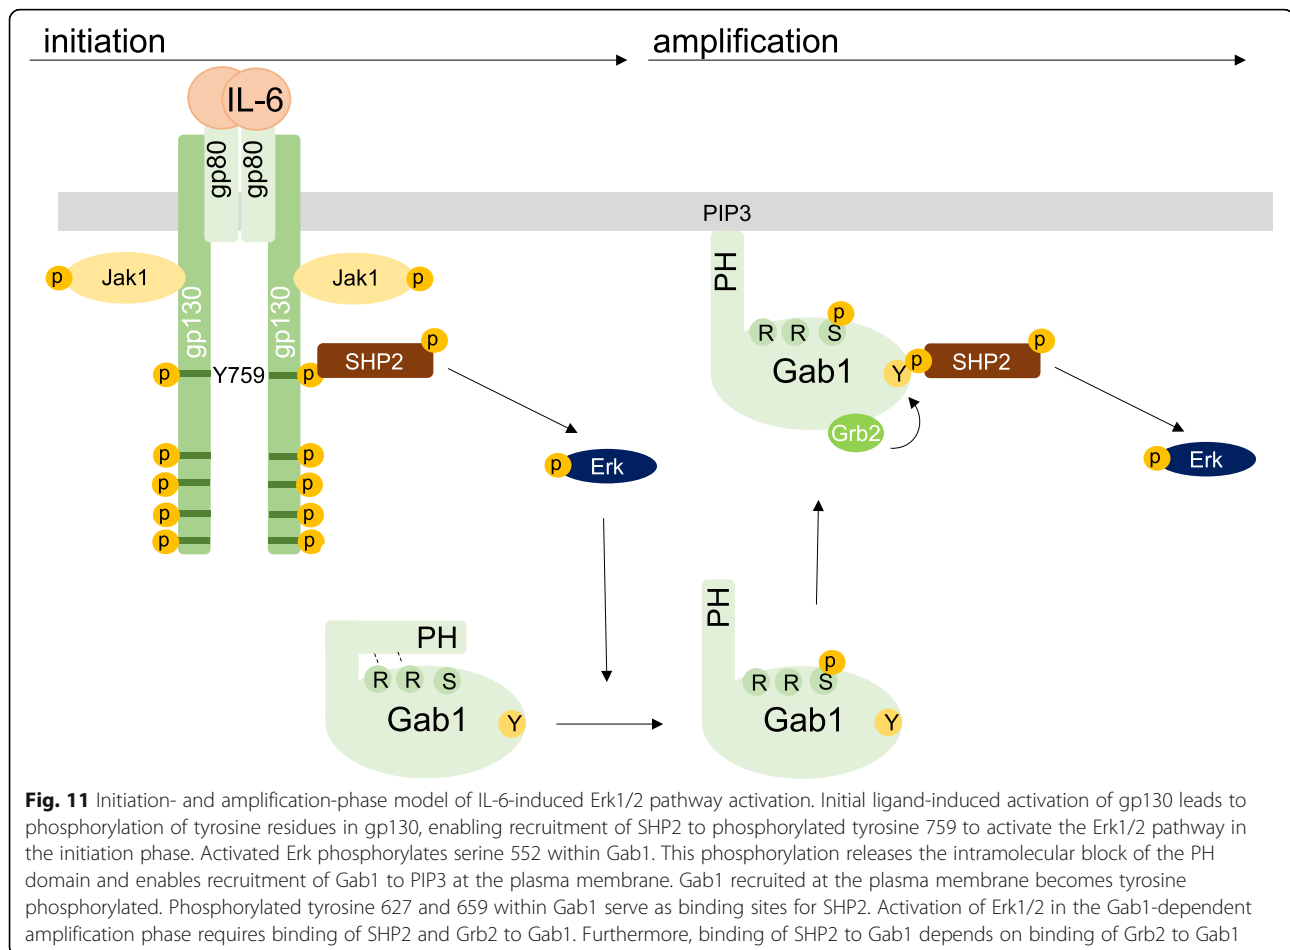 initiation
amplification
IL-6
gp80
gp80
PIP3
p
Jak1
gp130
gp130
Jak1
p
p
SHP2
p
Y759
p
p
p
p
p
p
p
p
p
p
Erk
PH
R
R
S
p
Gab1
Y
p
SHP2
p
Grb2
p
Erk
PH
R
R
S
Gab1
Y
PH
R
R
S
p
Gab1
Y
Fig. 11 Initiation- and amplification-phase model of IL-6-induced Erk1/2 pathway activation. Initial ligand-induced activation of gp130 leads to
phosphorylation of tyrosine residues in gp130, enabling recruitment of SHP2 to phosphorylated tyrosine 759 to activate the Erk1/2 pathway in
the initiation phase. Activated Erk phosphorylates serine 552 within Gab1. This phosphorylation releases the intramolecular block of the PH
domain and enables recruitment of Gab1 to PIP3 at the plasma membrane. Gab1 recruited at the plasma membrane becomes tyrosine
phosphorylated. Phosphorylated tyrosine 627 and 659 within Gab1 serve as binding sites for SHP2. Activation of Erk1/2 in the Gab1-dependent
amplification phase requires binding of SHP2 and Grb2 to Gab1. Furthermore, binding of SHP2 to Gab1 depends on binding of Grb2 to Gab1